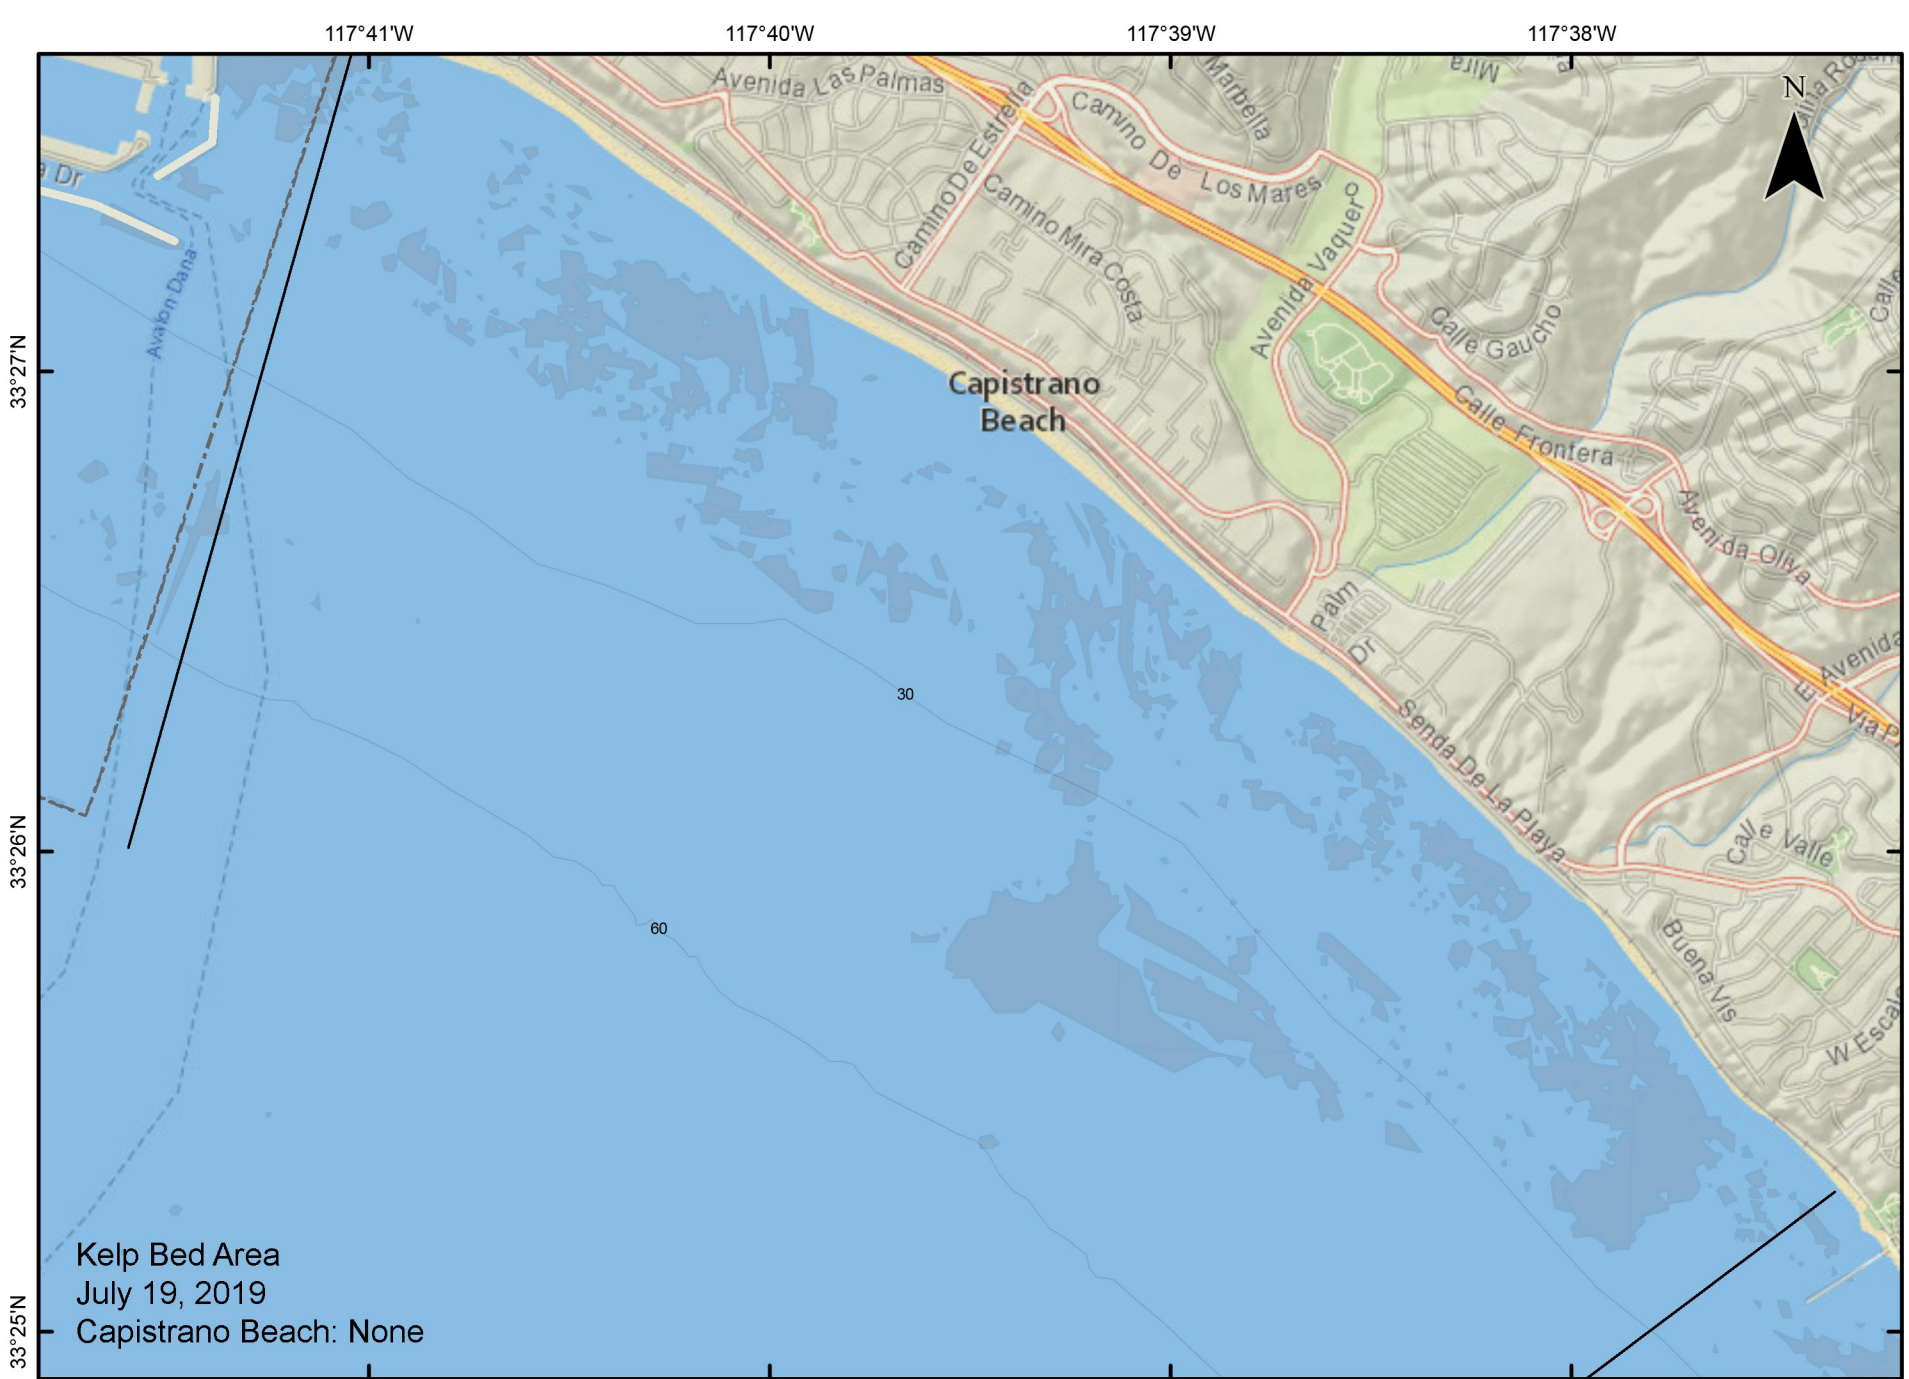 117°41'W
117°40'W
117°39'W
117°38'W
N
Avenida Las Palmas
Marbella
Mira
Camino De Estrella
Camino De Los Mares
a Dr
Camino Mira Costa
Avenida Vaquero
Avalon Dana
Calle
Calle Gaucho
33°27'N
Capistrano
Beach
Calle Frontera
Avenida Oliva
Palm
Dr
E Avenida
30
Senda De La Playa
Via P
33°26'N
Calle Valle
60
Buena Vis
W Escal
Kelp Bed Area
July 19, 2019
Capistrano Beach: None
33°25'N